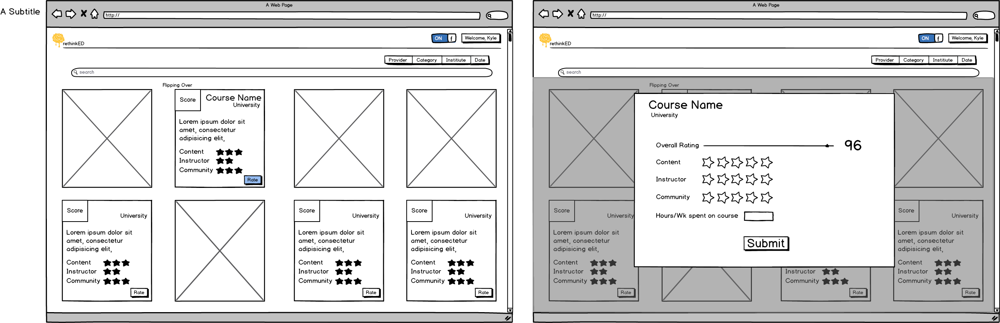 A Subtitle
A Web Page
http://
rethinkED
ON f
Welcome, Kyle
Provider Category Institiute Date
search
Flipping Over
Score
Course Name
University
Lorem ipsum dolor sit
amet, consectetur
adipisicing elit,
Content
Instructor
Community
Rate
Score
University
Lorem ipsum dolor sit
amet, consectetur
adipisicing elit,
Content
Instructor
Community
Rate
Score
University
Lorem ipsum dolor sit
amet, consectetur
adipisicing elit,
Content
Instructor
Community
Rate
Score
University
Lorem ipsum dolor sit
amet, consectetur
adipisicing elit,
Content
Instructor
Community
Rate
A Web Page
http://
rethinkED
ON f
Welcome, Kyle
Provider Category Institiute Date
search
Flipping Over
Course Name
University
Overall Rating 96
Content
Instructor
Community
Hours/Wk spent on course
Submit
Score
University
Lorem ipsum dolor sit
amet, consectetur
adipisicing elit,
Content
Instructor
Community
Rate
Instructor
Community
Rate
Score
University
Lorem ipsum dolor sit
amet, consectetur
adipisicing elit,
Content
Instructor
Community
Rate